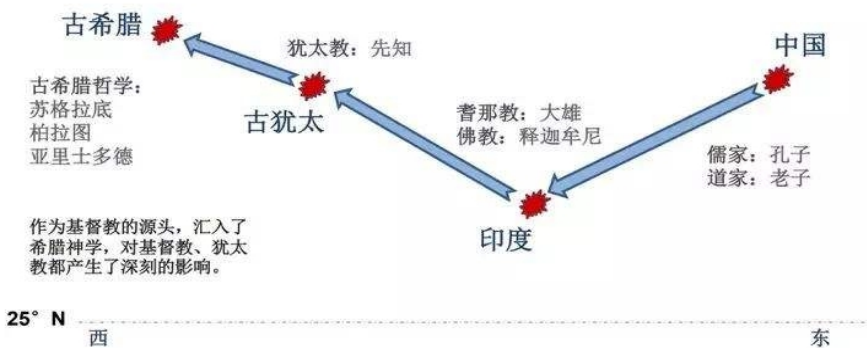 古希腊
犹太教：先知
中国
古希腊哲学：
苏格拉底
柏拉图
亚里士多德
古犹太
耆那教：大雄
佛教：释迦牟尼
儒家：孔子
道家：老子
印度
作为基督教的源头，汇入了
希腊神学，对基督教、犹太
教都产生了深刻的影响。
25° N
西
东